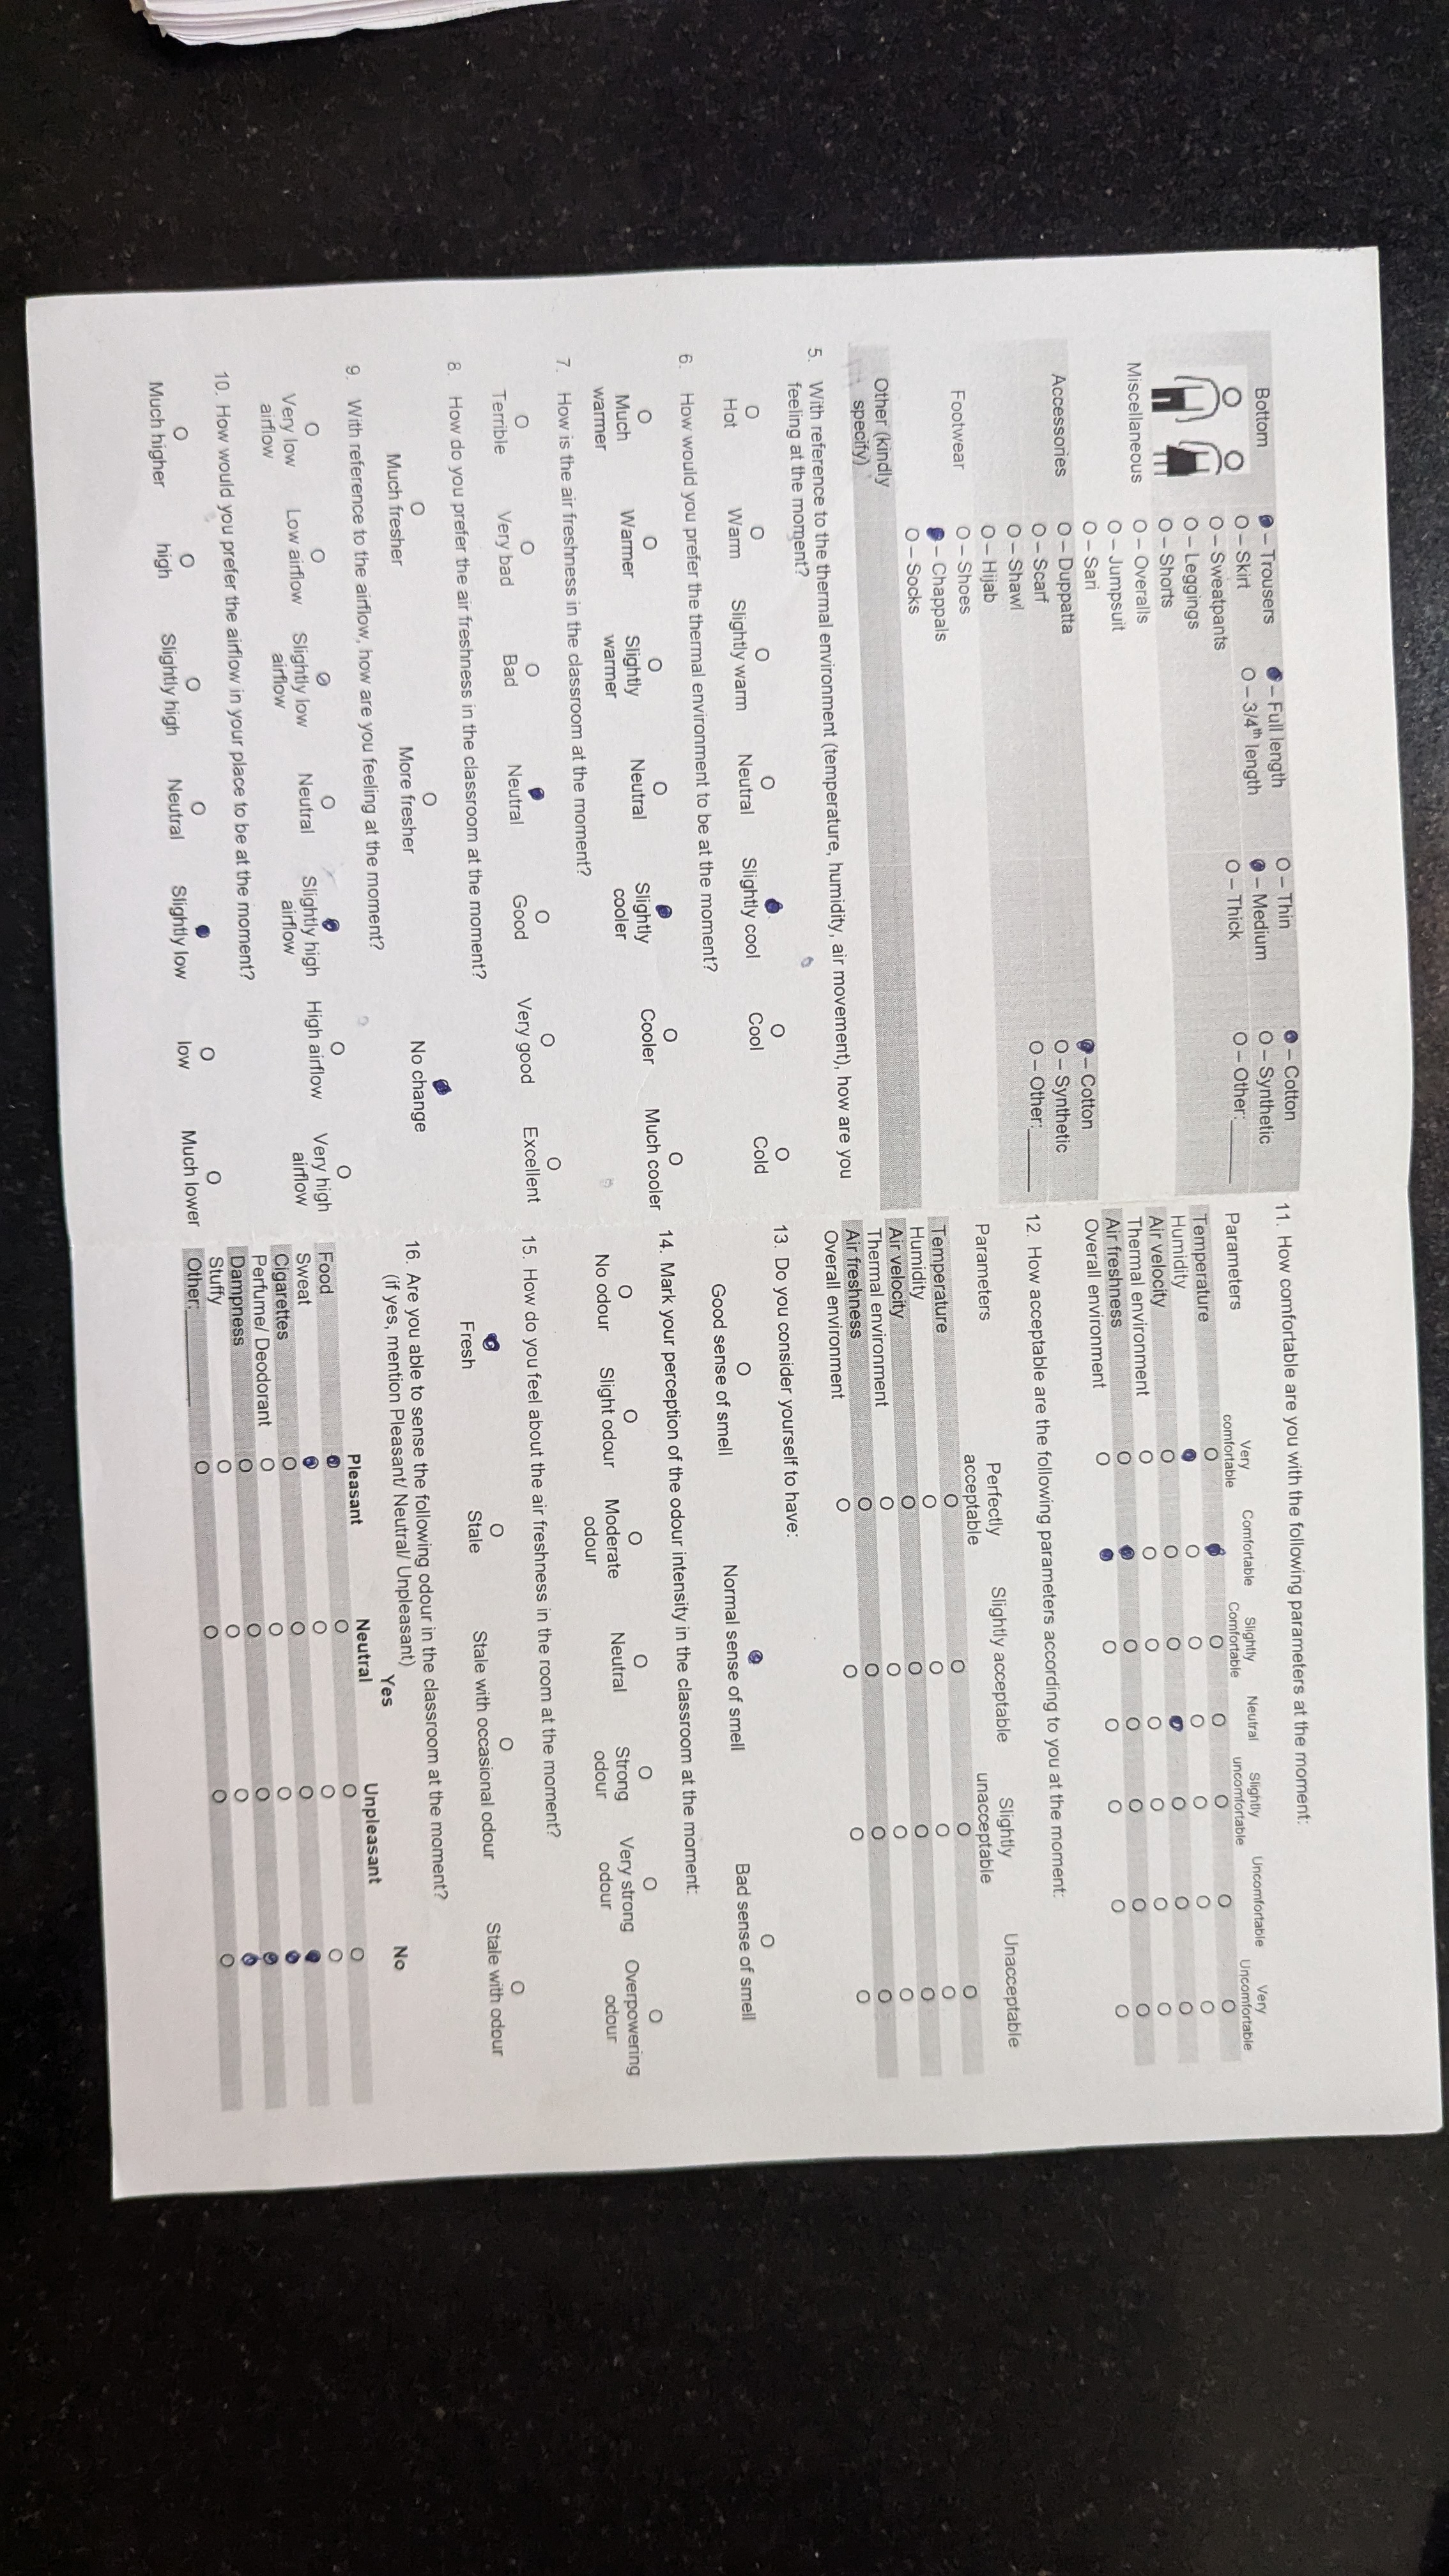 Bottom
– Trousers – Full length – Thin – Cotton
– Skirt – 3/4th length – Medium – Synthetic
– Sweatpants – Thick – Other:______
– Leggings
– Shorts
Miscellaneous – Overalls
– Jumpsuit
– Sari
Accessories – Duppatta – Cotton
– Scarf – Synthetic
– Shawl – Other:______
– Hijab
Footwear – Shoes
– Chappals
– Socks
Other (kindly specify)
5. With reference to the thermal environment (temperature, humidity, air movement), how are you
feeling at the moment?
Hot Warm Slightly warm Neutral Slightly cool Cool Cold
6. How would you prefer the thermal environment to be at the moment?
Much warmer Warmer Slightly warmer Neutral Slightly cooler Cooler Much cooler
7. How is the air freshness in the classroom at the moment?
Terrible Very bad Bad Neutral Good Very good Excellent
8. How do you prefer the air freshness in the classroom at the moment?
Much fresher More fresher No change
9. With reference to the airflow, how are you feeling at the moment?
Very low airflow Low airflow Slightly low airflow Neutral Slightly high airflow High airflow Very high airflow
10. How would you prefer the airflow in your place to be at the moment?
Much higher high Slightly high Neutral Slightly low low Much lower
11. How comfortable are you with the following parameters at the moment:
Parameters Very comfortable Comfortable Slightly Comfortable Neutral Slightly uncomfortable Uncomfortable Very Uncomfortable
Temperature
Humidity
Air velocity
Thermal environment
Air freshness
Overall environment
12. How acceptable are the following parameters according to you at the moment:
Parameters Perfectly acceptable Slightly acceptable Slightly unacceptable Unacceptable
Temperature
Humidity
Air velocity
Thermal environment
Air freshness
Overall environment
13. Do you consider yourself to have:
Good sense of smell Normal sense of smell Bad sense of smell
14. Mark your perception of the odour intensity in the classroom at the moment:
No odour Slight odour Moderate odour Neutral Strong odour Very strong odour Overpowering odour
15. How do you feel about the air freshness in the room at the moment?
Fresh Stale Stale with occasional odour Stale with odour
16. Are you able to sense the following odour in the classroom at the moment?
(if yes, mention Pleasant/ Neutral/ Unpleasant)
Yes No
Pleasant Neutral Unpleasant
Food
Sweat
Cigarettes
Perfume/ Deodorant
Dampness
Stuffy
Other:________